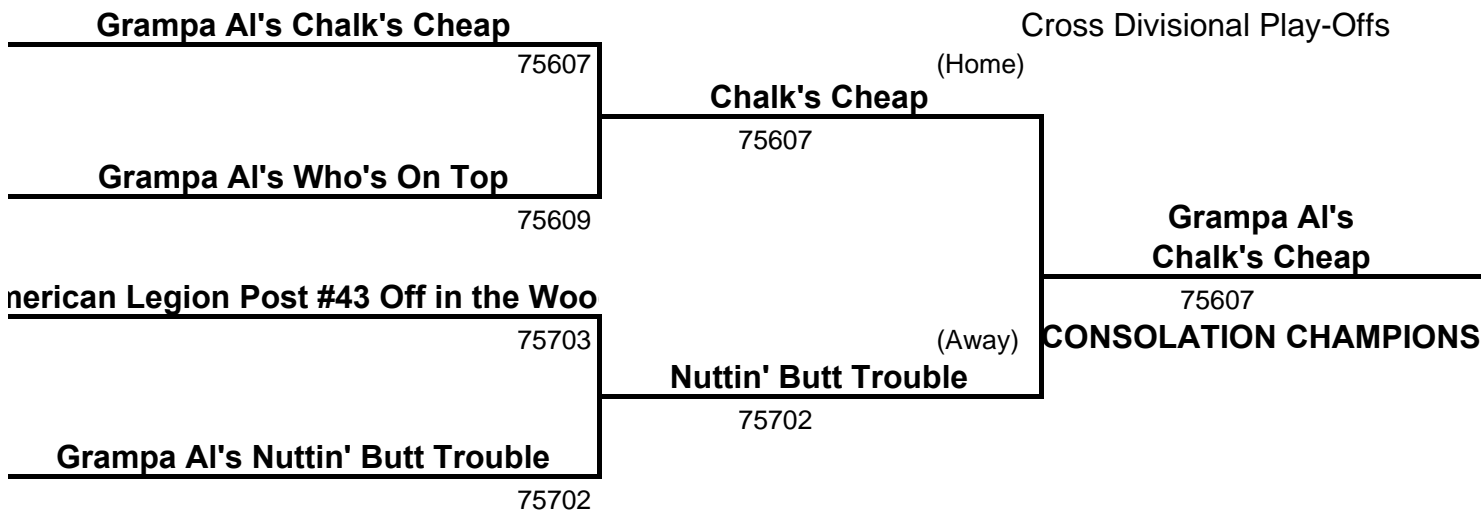 Grampa Al's Chalk's Cheap
Cross Divisional Play-Offs
75607
(Home)
Chalk's Cheap
75607
Grampa Al's Who's On Top
75609
Grampa Al's
Chalk's Cheap
American Legion Post #43 Off in the Woo
75607
75703
(Away)
CONSOLATION CHAMPIONS
Nuttin' Butt Trouble
75702
Grampa Al's Nuttin' Butt Trouble
75702